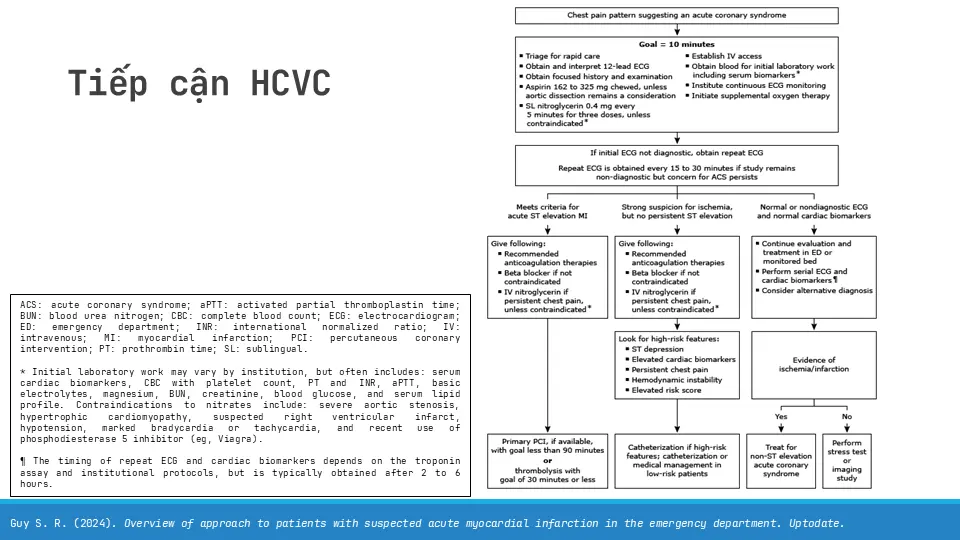 Tiếp cận HCVC
Chest pain pattern suggesting an acute coronary syndrome
Goal = 10 minutes
▪ Triage for rapid care
▪ Obtain and interpret 12-lead ECG
▪ Obtain focused history and examination
▪ Aspirin 162 to 325 mg chewed, unless
aortic dissection remains a consideration
▪ SL nitroglycerin 0.4 mg every
5 minutes for three doses, unless
contraindicated*
▪ Establish IV access
▪ Obtain blood for initial laboratory work
including serum biomarkers*
▪ Institute continuous ECG monitoring
▪ Initiate supplemental oxygen therapy
If initial ECG not diagnostic, obtain repeat ECG
Repeat ECG is obtained every 15 to 30 minutes if study remains
non-diagnostic but concern for ACS persists
Meets criteria for
acute ST elevation MI
Strong suspicion for ischemia,
but no persistent ST elevation
Normal or nondiagnostic ECG
and normal cardiac biomarkers
Give following:
▪ Recommended
anticoagulation therapies
▪ Beta blocker if not
contraindicated
▪ IV nitroglycerin if
persistent chest pain,
unless contraindicated*
Give following:
▪ Recommended
anticoagulation therapies
▪ Beta blocker if not
contraindicated
▪ IV nitroglycerin if
persistent chest pain,
unless contraindicated*
▪ Continue evaluation and
treatment in ED or
monitored bed
▪ Perform serial ECG and
cardiac biomarkers¶
▪ Consider alternative diagnosis
Look for high-risk features:
▪ ST depression
▪ Elevated cardiac biomarkers
▪ Persistent chest pain
▪ Hemodynamic instability
▪ Elevated risk score
Evidence of
ischemia/infarction
Yes
No
Primary PCI, if available,
with goal less than 90 minutes
or
thrombolysis with
goal of 30 minutes or less
Catheterization if high-risk
features; catheterization or
medical management in
low-risk patients
Treat for
non-ST elevation
acute coronary
syndrome
Perform
stress test
or
imaging
study
ACS: acute coronary syndrome; aPTT: activated partial thromboplastin time;
BUN: blood urea nitrogen; CBC: complete blood count; ECG: electrocardiogram;
ED: emergency department; INR: international normalized ratio; IV:
intravenous; MI: myocardial infarction; PCI: percutaneous coronary
intervention; PT: prothrombin time; SL: sublingual.
* Initial laboratory work may vary by institution, but often includes: serum
cardiac biomarkers, CBC with platelet count, PT and INR, aPTT, basic
electrolytes, magnesium, BUN, creatinine, blood glucose, and serum lipid
profile. Contraindications to nitrates include: severe aortic stenosis,
hypertrophic cardiomyopathy, suspected right ventricular infarct,
hypotension, marked bradycardia or tachycardia, and recent use of
phosphodiesterase 5 inhibitor (eg, Viagra).
¶ The timing of repeat ECG and cardiac biomarkers depends on the troponin
assay and institutional protocols, but is typically obtained after 2 to 6
hours.
Guy S. R. (2024). Overview of approach to patients with suspected acute myocardial infarction in the emergency department. Uptodate.